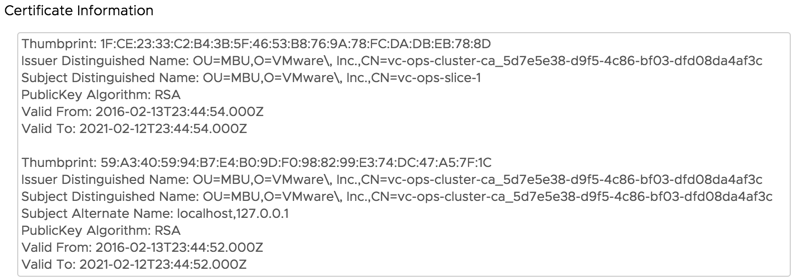 Certificate Information
Thumbprint: 1F:CE:23:33:C2:B4:3B:5F:46:53:B8:76:9A:78:FC:DA:DB:EB:78:8D
Issuer Distinguished Name: OU=MBU,O=VMware\, Inc.,CN=vc-ops-cluster-ca_5d7e5e38-d9f5-4c86-bf03-dfd08da4af3c
Subject Distinguished Name: OU=MBU,O=VMware\, Inc.,CN=vc-ops-slice-1
PublicKey Algorithm: RSA
Valid From: 2016-02-13T23:44:54.000Z
Valid To: 2021-02-12T23:44:54.000Z
Thumbprint: 59:A3:40:59:94:B7:E4:B0:9D:F0:98:82:99:E3:74:DC:47:A5:7F:1C
Issuer Distinguished Name: OU=MBU,O=VMware\, Inc.,CN=vc-ops-cluster-ca_5d7e5e38-d9f5-4c86-bf03-dfd08da4af3c
Subject Distinguished Name: OU=MBU,O=VMware\, Inc.,CN=vc-ops-cluster-ca_5d7e5e38-d9f5-4c86-bf03-dfd08da4af3c
Subject Alternate Name: localhost,127.0.0.1
PublicKey Algorithm: RSA
Valid From: 2016-02-13T23:44:52.000Z
Valid To: 2021-02-12T23:44:52.000Z